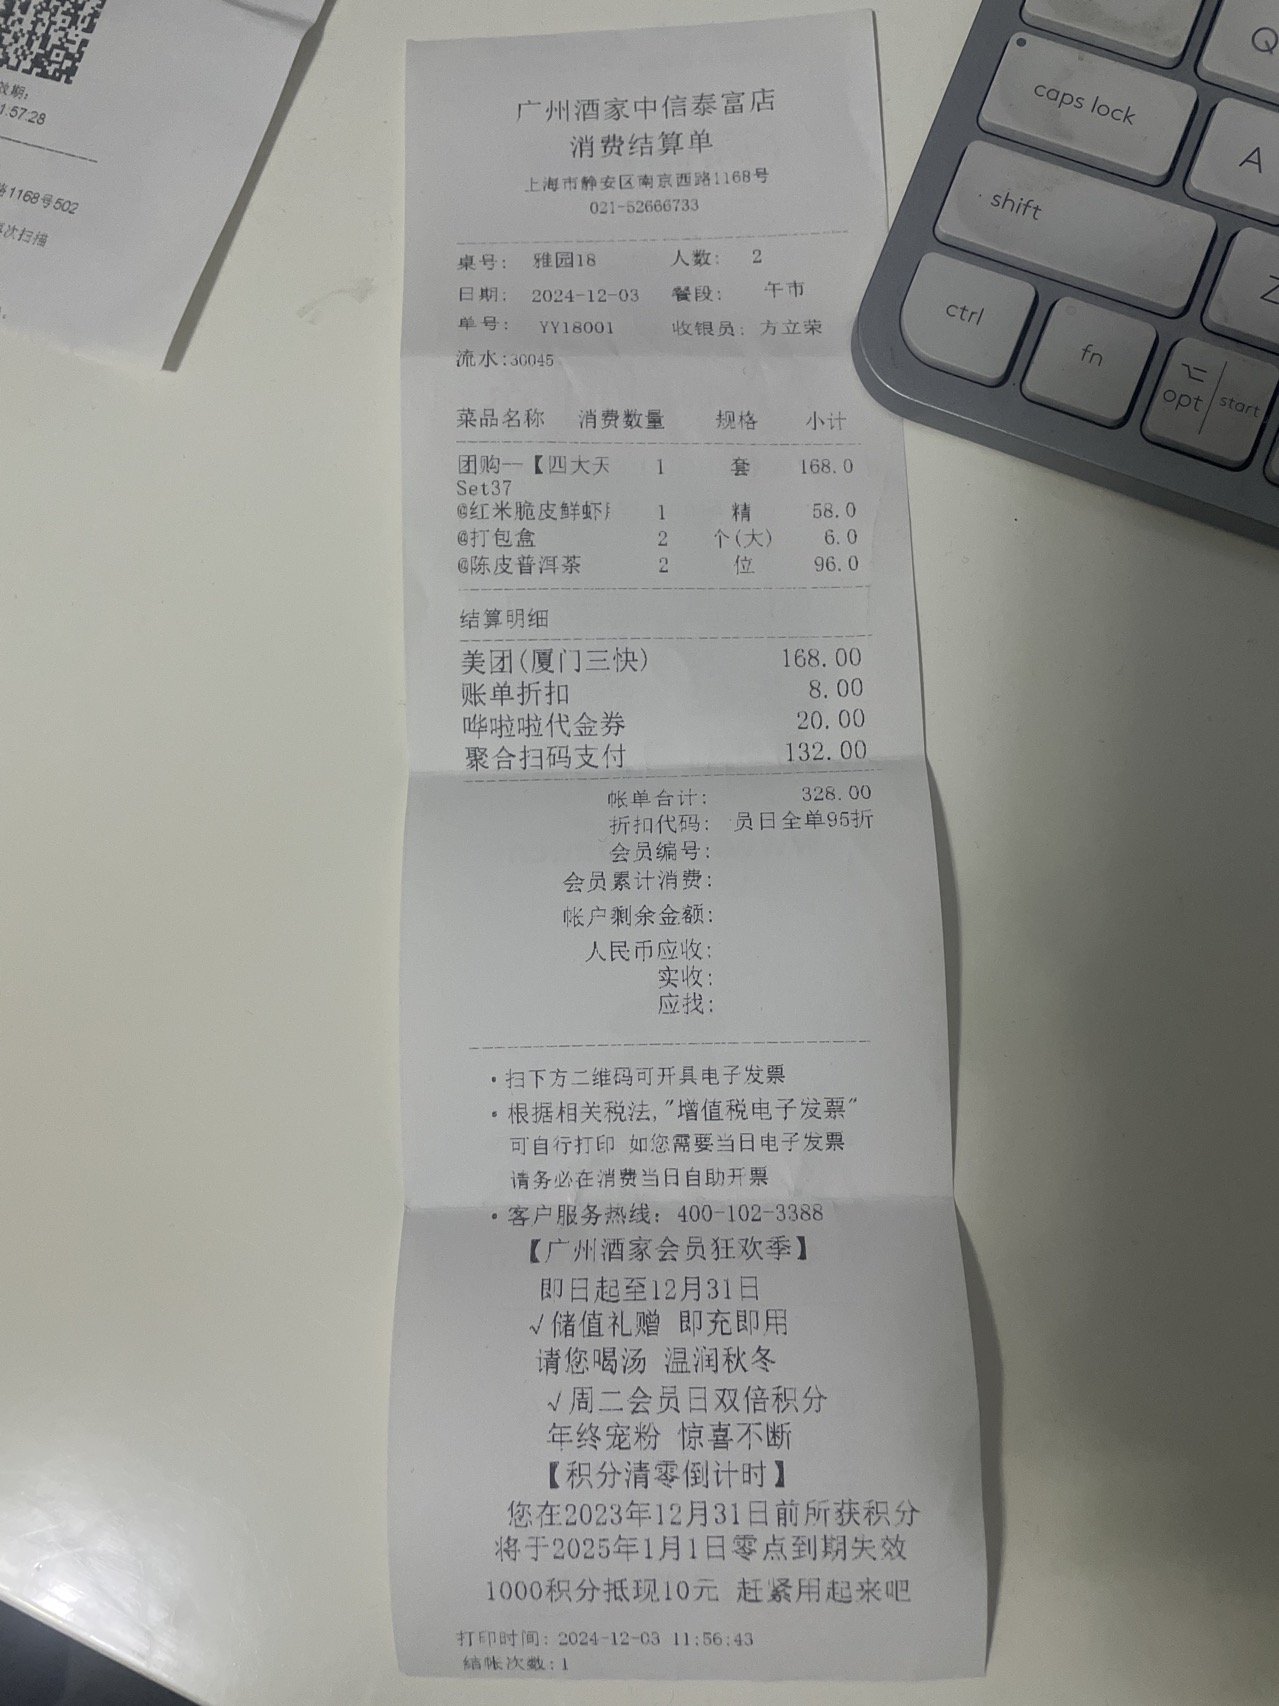 效期:
1:57:28
路1168号502
再次扫描
广州酒家中信泰富店
消费结算单
上海市静安区南京西路1168号
021-52666733
桌号: 雅园18 人数: 2
日期: 2024-12-03 餐段: 午市
单号: YY18001 收银员: 方立荣
流水:30045
菜品名称 消费数量 规格 小计
团购—【四大天 1 套 168.0
Set37
@红米脆皮鲜虾 1 精 58.0
@打包盒 2 个(大) 6.0
@陈皮普洱茶 2 位 96.0
结算明细
美团(厦门三快) 168.00
账单折扣 8.00
哗啦啦代金券 20.00
聚合扫码支付 132.00
帐单合计: 328.00
折扣代码: 员日全单95折
会员编号:
会员累计消费:
帐户剩余金额:
人民币应收:
实收:
应找:
·扫下方二维码可开具电子发票
·根据相关税法,"增值税电子发票"
可自行打印 如您需要当日电子发票
请务必在消费当日自助开票
·客户服务热线: 400-102-3388
【广州酒家会员狂欢季】
即日起至12月31日
√储值礼赠 即充即用
请您喝汤 温润秋冬
√周二会员日双倍积分
年终宠粉 惊喜不断
【积分清零倒计时】
您在2023年12月31日前所获积分
将于2025年1月1日零点到期失效
1000积分抵现10元 赶紧用起来吧
打印时间: 2024-12-03 11:56:43
结帐次数:1
Q
caps lock
A
shift
Z
ctrl
fn
opt start